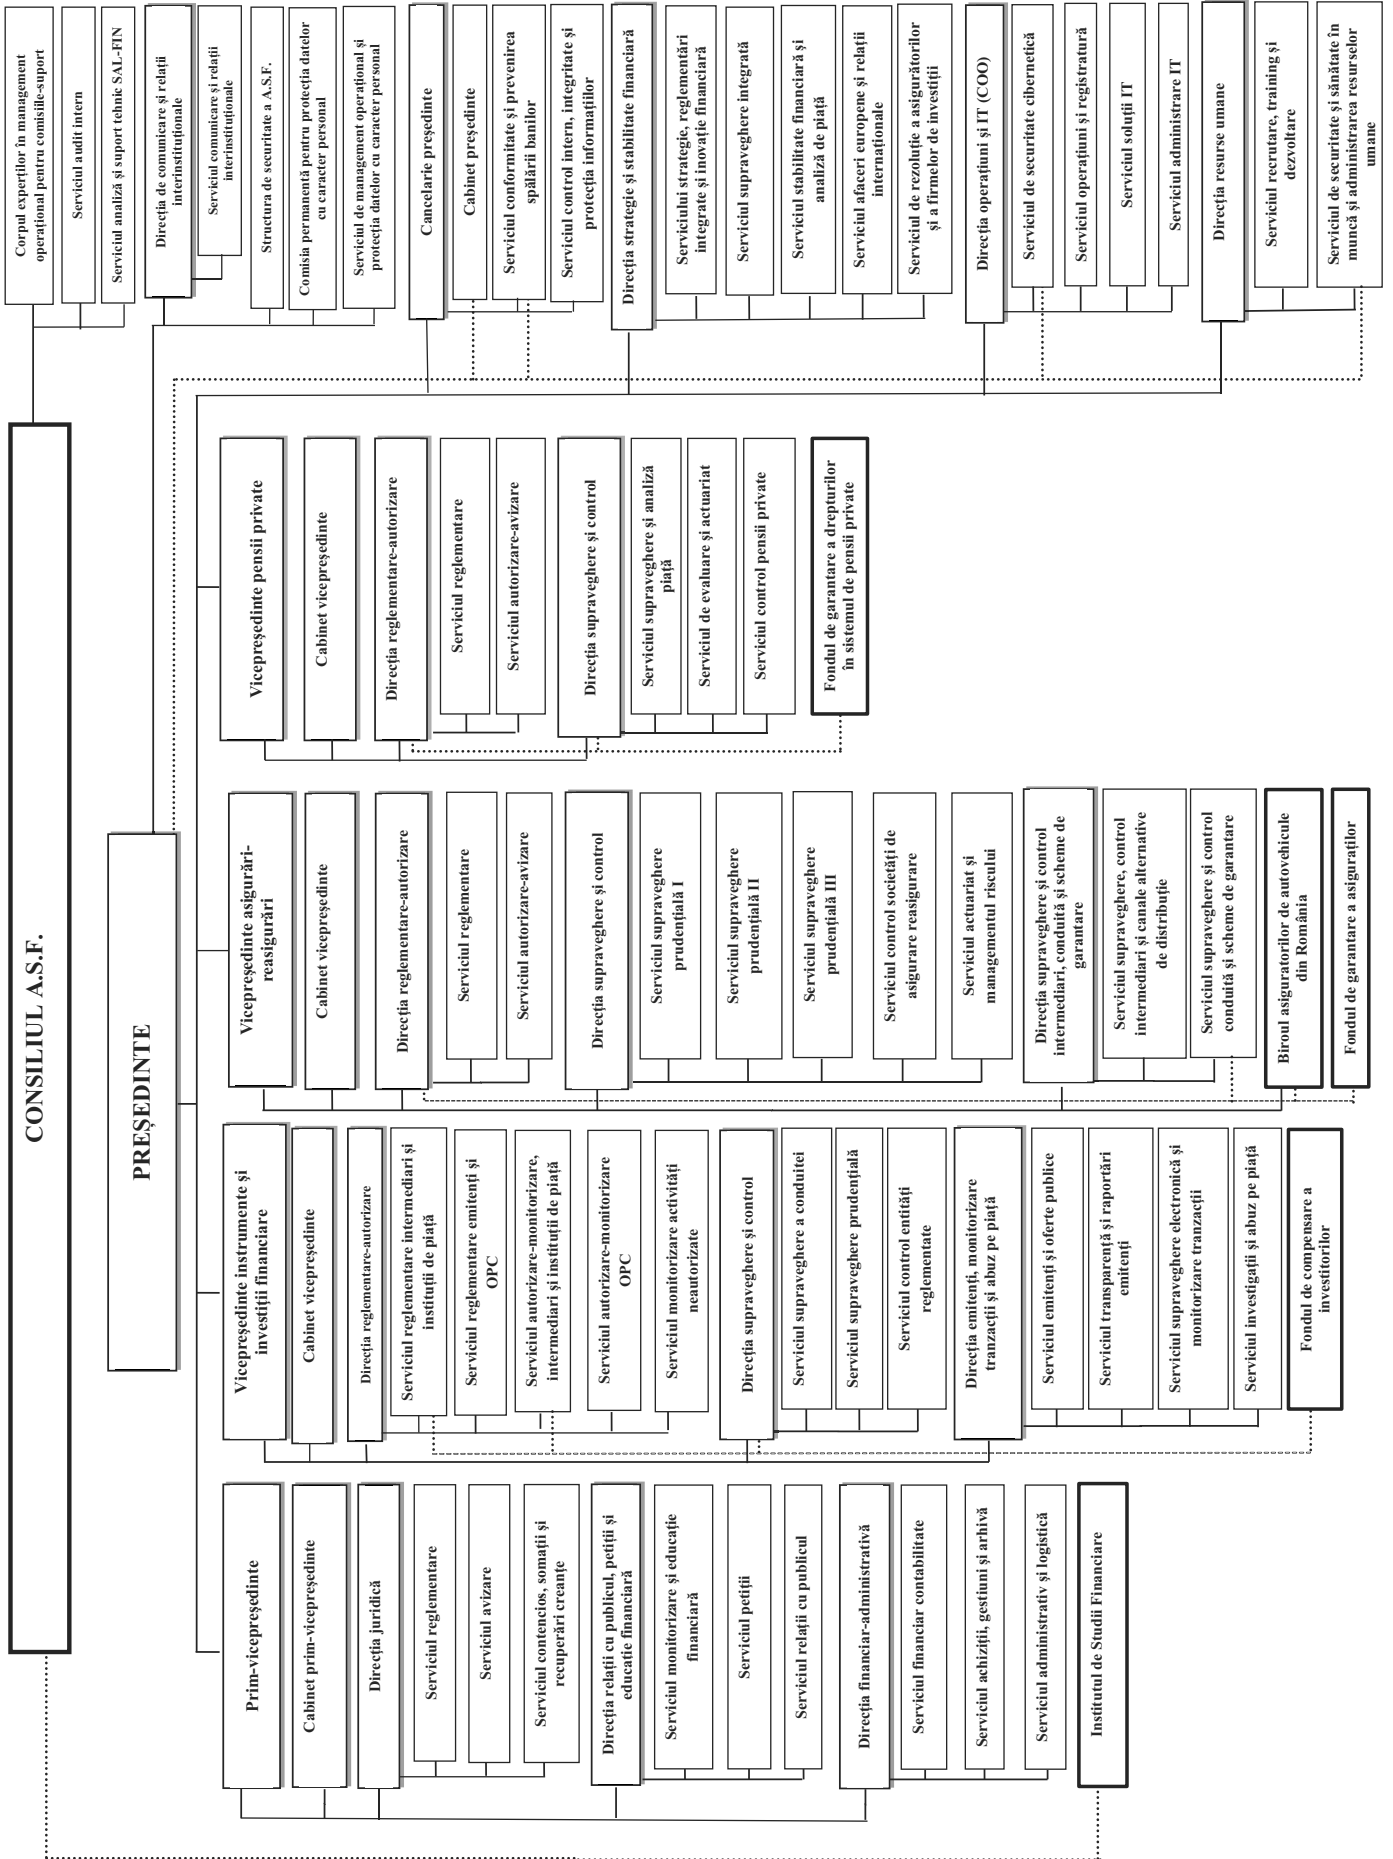 CONSILIUL A.S.F.
Corpul experților în management
operațional pentru comisiile-suport
Serviciul audit intern
Serviciul analiză și suport tehnic SAL-FIN
PREȘEDINTE
Direcția de comunicare și relații
interinstituționale
Serviciul comunicare și relații
interinstituționale
Structura de securitate a A.S.F.
Comisia permanentă pentru protecția datelor
cu caracter personal
Serviciul de management operațional și
protecția datelor cu caracter personal
Prim-vicepreședinte
Cabinet prim-vicepreședinte
Direcția juridică
Serviciul reglementare
Serviciul avizare
Serviciul contencios, somații și
recuperări creanțe
Direcția relații cu publicul, petiții și
educație financiară
Serviciul monitorizare și educație
financiară
Serviciul petiții
Serviciul relații cu publicul
Direcția financiar-administrativă
Serviciul financiar contabilitate
Serviciul achiziții, gestiuni și arhivă
Serviciul administrativ și logistică
Institutul de Studii Financiare
Vicepreședinte instrumente și
investiții financiare
Cabinet vicepreședinte
Direcția reglementare-autorizare
Serviciul reglementare intermediari și
instituții de piață
Serviciul reglementare emitenți și
OPC
Serviciul autorizare-monitorizare,
intermediari și instituții de piață
Serviciul autorizare-monitorizare
OPC
Serviciul monitorizare activități
neautorizate
Direcția supraveghere și control
Serviciul supraveghere a conduitei
Serviciul supraveghere prudențială
Serviciul control entități
reglementate
Direcția emitenți, monitorizare
tranzacții și abuz pe piață
Serviciul emitenți și oferte publice
Serviciul transparență și raportări
emitenți
Serviciul supraveghere electronică și
monitorizare tranzacții
Serviciul investigații și abuz pe piață
Fondul de compensare a
investitorilor
Vicepreședinte asigurări-
reasigurări
Cabinet vicepreședinte
Direcția reglementare-autorizare
Serviciul reglementare
Serviciul autorizare-avizare
Direcția supraveghere și control
Serviciul supraveghere
prudențială I
Serviciul supraveghere
prudențială II
Serviciul supraveghere
prudențială III
Serviciul control societăți de
asigurare reasigurare
Serviciul actuariat și
managementul riscului
Direcția supraveghere și control
intermediari, conduită și scheme de
garantare
Serviciul supraveghere, control
intermediari și canale alternative
de distribuție
Serviciul supraveghere și control
conduită și scheme de garantare
Biroul asiguratorilor de autovehicule
din România
Fondul de garantare a asiguraților
Vicepreședinte pensii private
Cabinet vicepreședinte
Direcția reglementare-autorizare
Serviciul reglementare
Serviciul autorizare-avizare
Direcția supraveghere și control
Serviciul supraveghere și analiză
piață
Serviciul de evaluare și actuariat
Serviciul control pensii private
Fondul de garantare a drepturilor
în sistemul de pensii private
Cancelarie președinte
Cabinet președinte
Serviciul conformitate și prevenirea
spălării banilor
Serviciul control intern, integritate și
protecția informațiilor
Direcția strategie și stabilitate financiară
Serviciului strategie, reglementări
integrate și inovație financiară
Serviciul supraveghere integrată
Serviciul stabilitate financiară și
analiză de piață
Serviciul afaceri europene și relații
internaționale
Serviciul de rezoluție a asigurătorilor
și a firmelor de investiții
Direcția operațiuni și IT (COO)
Serviciul de securitate cibernetică
Serviciul operațiuni și registratură
Serviciul soluții IT
Serviciul administrare IT
Direcția resurse umane
Serviciul recrutare, training și
dezvoltare
Serviciul de securitate și sănătate în
muncă și administrarea resurselor
umane